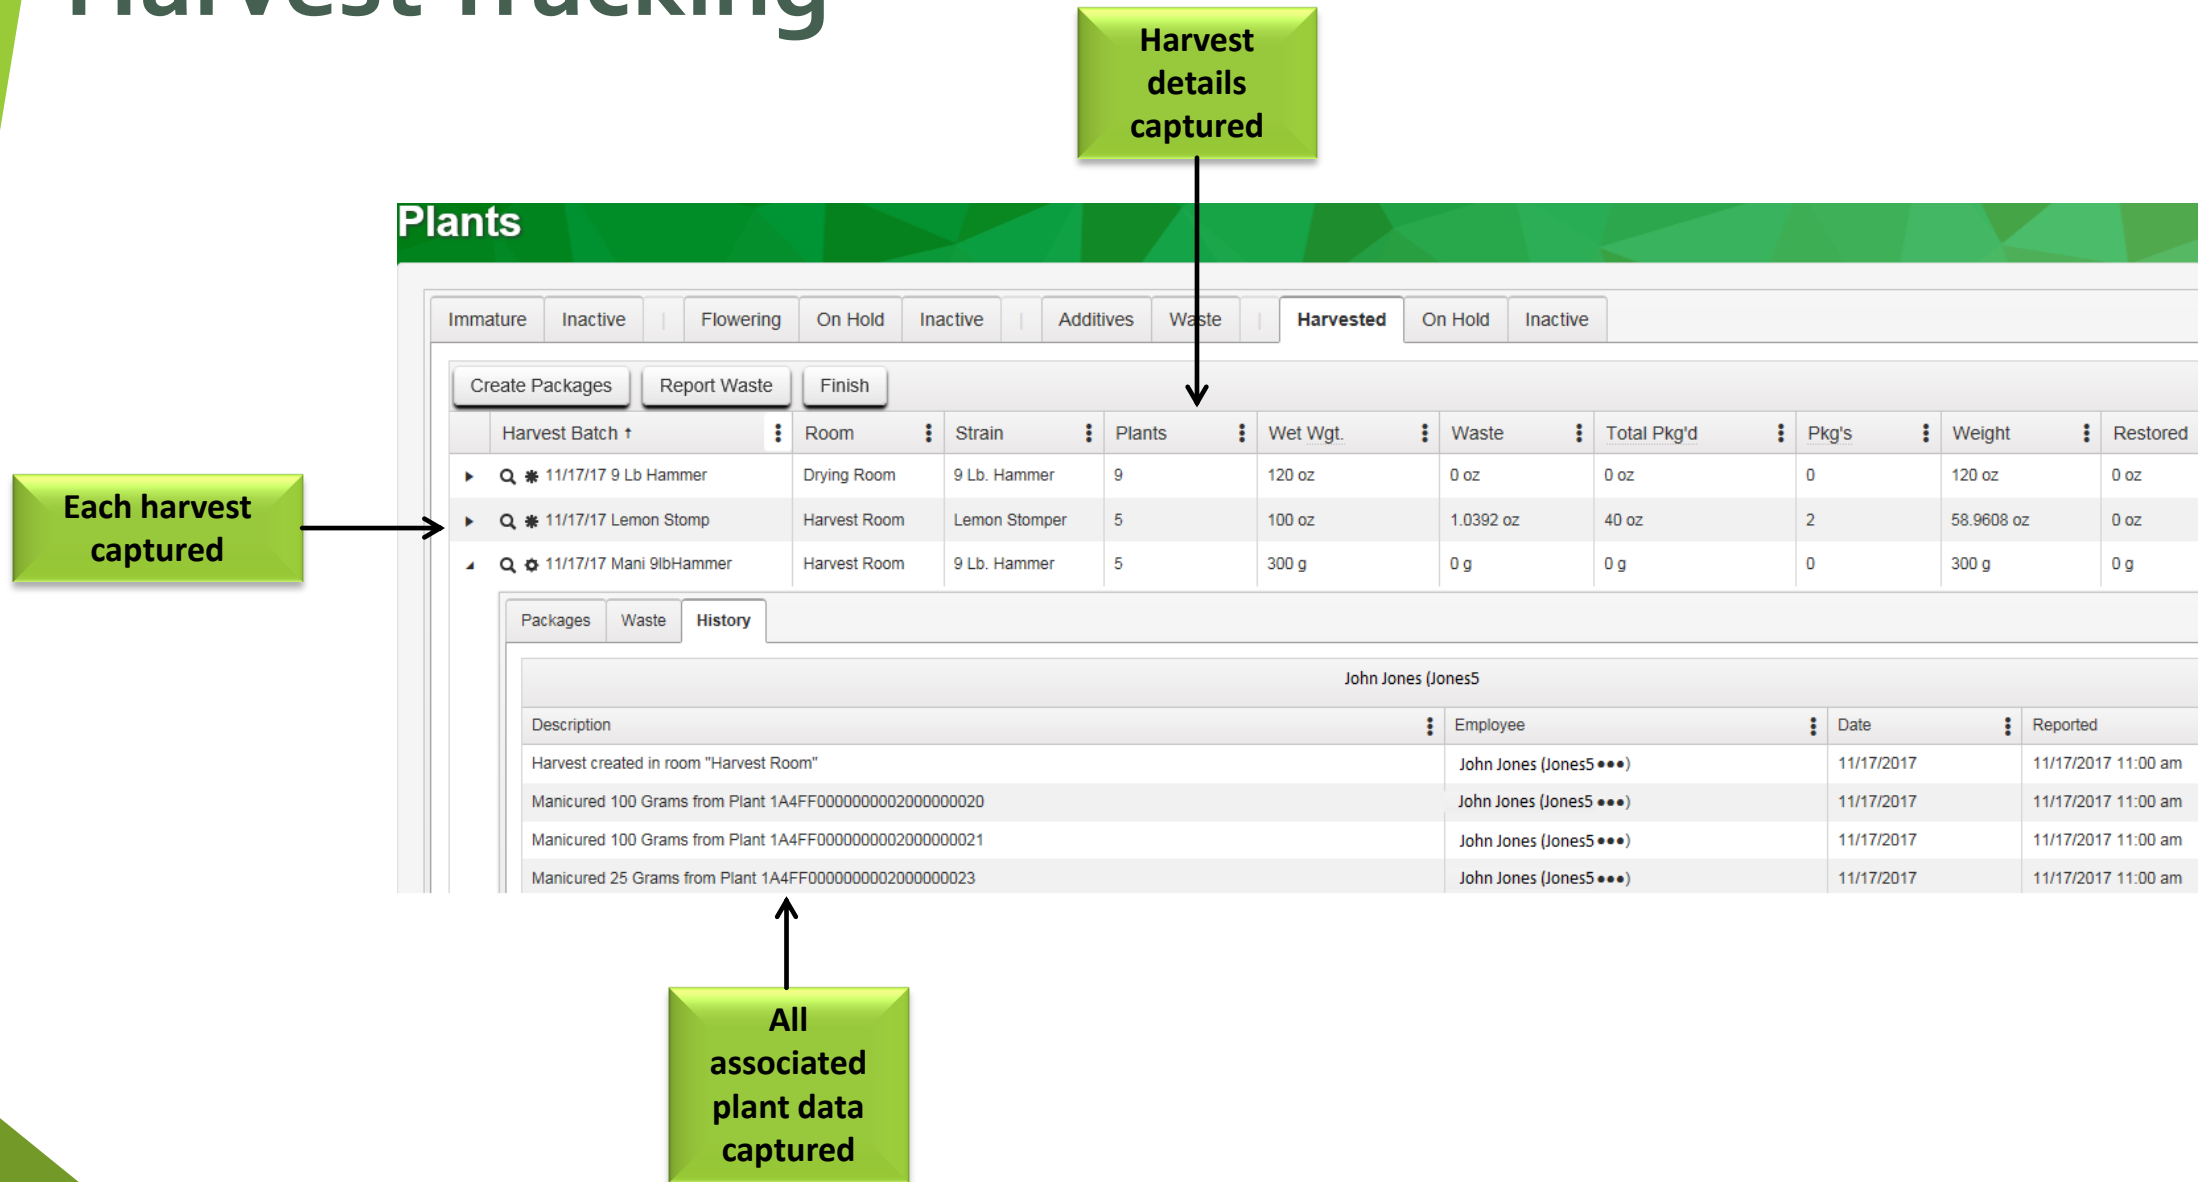 Harvest Tracking
Harvest
details
captured
Plants
Immature Inactive | Flowering On Hold Inactive | Additives Waste | Harvested On Hold Inactive
Create Packages Report Waste Finish
Harvest Batch ↑ Room Strain Plants Wet Wgt. Waste Total Pkg'd Pkg's Weight Restored
11/17/17 9 Lb Hammer Drying Room 9 Lb. Hammer 9 120 oz 0 oz 0 oz 0 120 oz 0 oz
11/17/17 Lemon Stomp Harvest Room Lemon Stomper 5 100 oz 1.0392 oz 40 oz 2 58.9608 oz 0 oz
11/17/17 Mani 9lbHammer Harvest Room 9 Lb. Hammer 5 300 g 0 g 0 g 0 300 g 0 g
Each harvest
captured
Packages Waste History
John Jones (Jones5
Description Employee Date Reported
Harvest created in room "Harvest Room" John Jones (Jones5 •••) 11/17/2017 11/17/2017 11:00 am
Manicured 100 Grams from Plant 1A4FF0000000002000000020 John Jones (Jones5 •••) 11/17/2017 11/17/2017 11:00 am
Manicured 100 Grams from Plant 1A4FF0000000002000000021 John Jones (Jones5 •••) 11/17/2017 11/17/2017 11:00 am
Manicured 25 Grams from Plant 1A4FF0000000002000000023 John Jones (Jones5 •••) 11/17/2017 11/17/2017 11:00 am
All
associated
plant data
captured